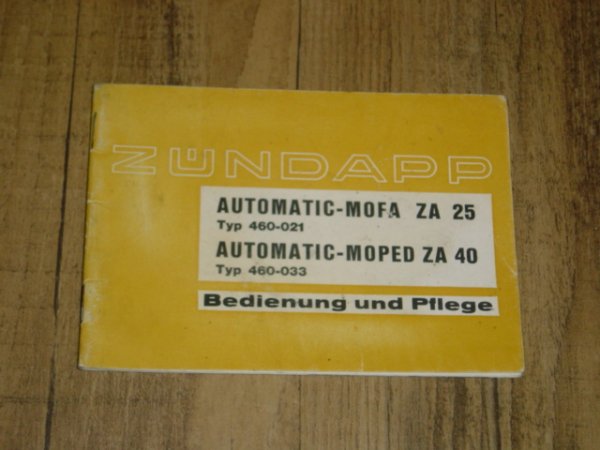 ZÜNDAPP
AUTOMATIC-MOFA ZA 25
Typ 460-021
AUTOMATIC-MOPED ZA 40
Typ 460-033
Bedienung und Pflege